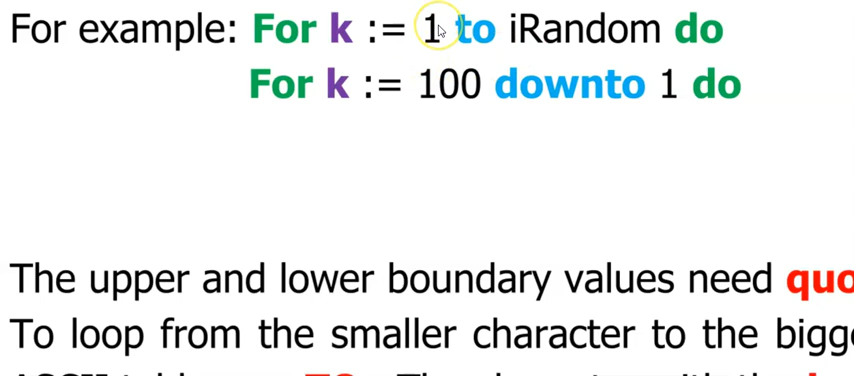 For example: For k := 1 to iRandom do
For k := 100 downto 1 do
The upper and lower boundary values need
To loop from the smaller character to the